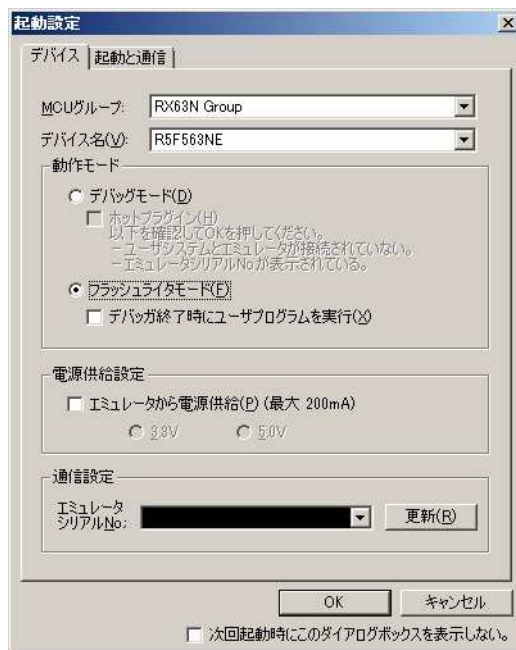 起動設定
デバイス 起動と通信
MCUグループ: RX63N Group
デバイス名(V): R5F563NE
動作モード
デバッグモード(D)
ホットプラグイン(H)
以下を確認してOKを押してください。
－ユーザシステムとエミュレータが接続されていない。
－エミュレータシリアルNoが表示されている。
フラッシュライタモード(F)
デバッガ終了時にユーザプログラムを実行(X)
電源供給設定
エミュレータから電源供給(P) (最大 200mA)
3.3V 5.0V
通信設定
エミュレータ
シリアルNo: 更新(R)
OK キャンセル
次回起動時にこのダイアログボックスを表示しない。